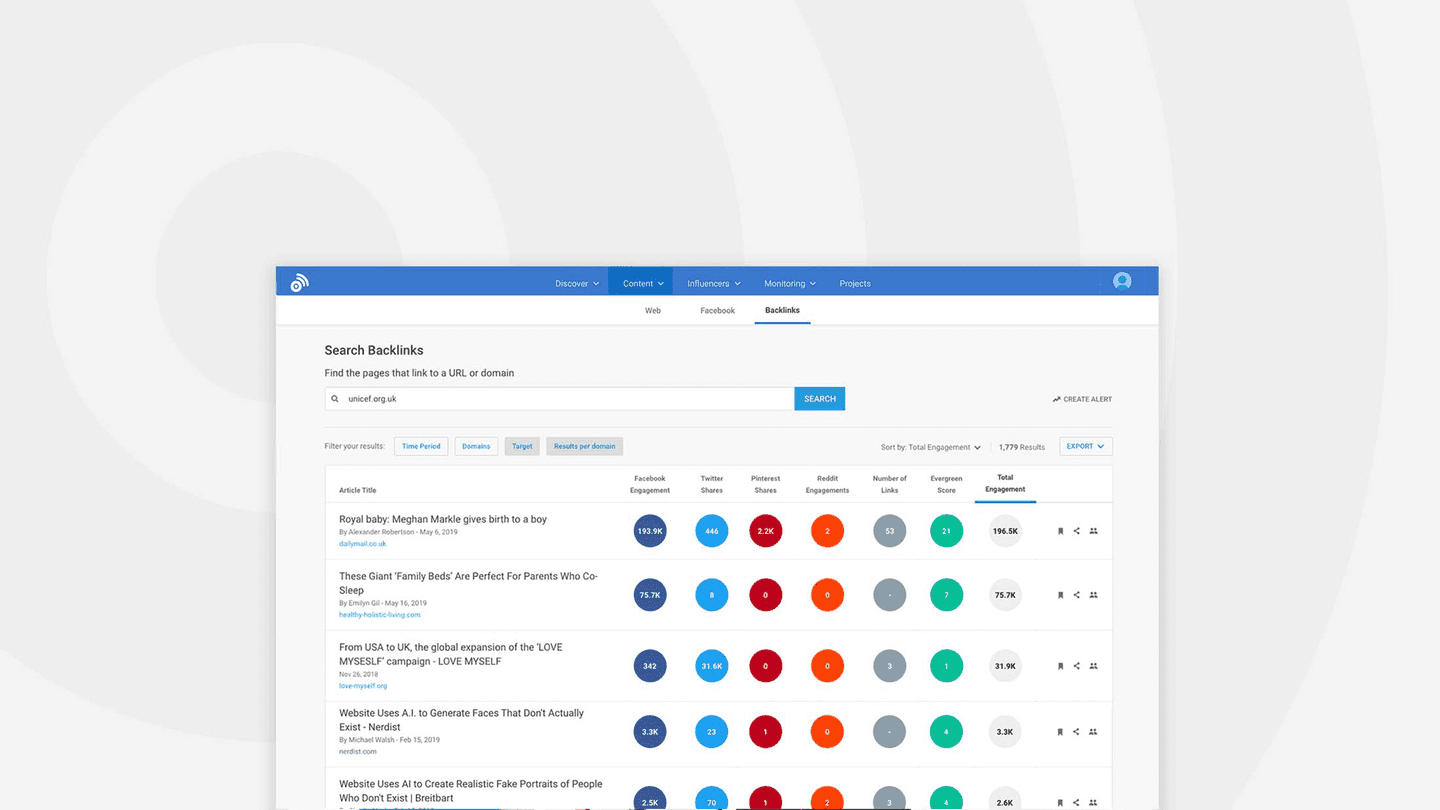 Discover Content Influencers Monitoring Projects
Web Facebook Backlinks
Search Backlinks
Find the pages that link to a URL or domain
unicef.org.uk SEARCH CREATE ALERT
Filter your results: Time Period Domains Target Results per domain Sort by: Total Engagement 1,779 Results EXPORT
Article Title Facebook Engagement Twitter Shares Pinterest Shares Reddit Engagements Number of Links Evergreen Score Total Engagement
Royal baby: Meghan Markle gives birth to a boy
By Alexander Robertson - May 6, 2019
dailymail.co.uk
193.9K 446 2.2K 2 53 21 196.5K
These Giant 'Family Beds' Are Perfect For Parents Who Co-
Sleep
By Emilyn Gil - May 16, 2019
healthy-holistic-living.com
75.7K 8 0 0 - 7 75.7K
From USA to UK, the global expansion of the 'LOVE
MYSESLF' campaign - LOVE MYSELF
Nov 26, 2018
love-myself.org
342 31.6K 0 0 3 1 31.9K
Website Uses A.I. to Generate Faces That Don't Actually
Exist - Nerdist
By Michael Walsh - Feb 15, 2019
nerdist.com
3.3K 23 1 0 - 4 3.3K
Website Uses AI to Create Realistic Fake Portraits of People
Who Don't Exist | Breitbart
2.5K 70 1 2 3 4 2.6K